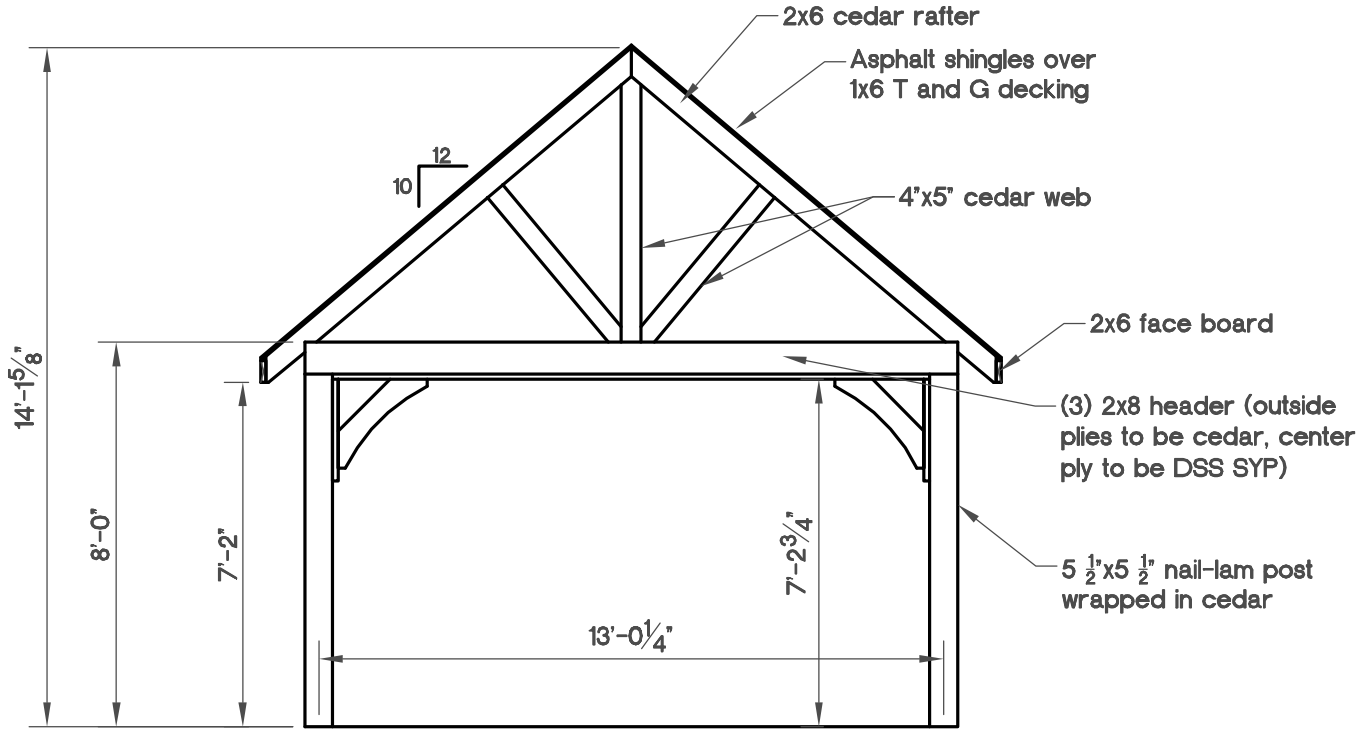 2x6 cedar rafter
Asphalt shingles over
1x6 T and G decking
12
10
4"x5" cedar web
2x6 face board
14'-1 5/8"
(3) 2x8 header (outside
plies to be cedar, center
ply to be DSS SYP)
8'-0"
7'-2"
7'-2 3/4"
5 1/2"x5 1/2" nail-lam post
wrapped in cedar
13'-0 1/4"